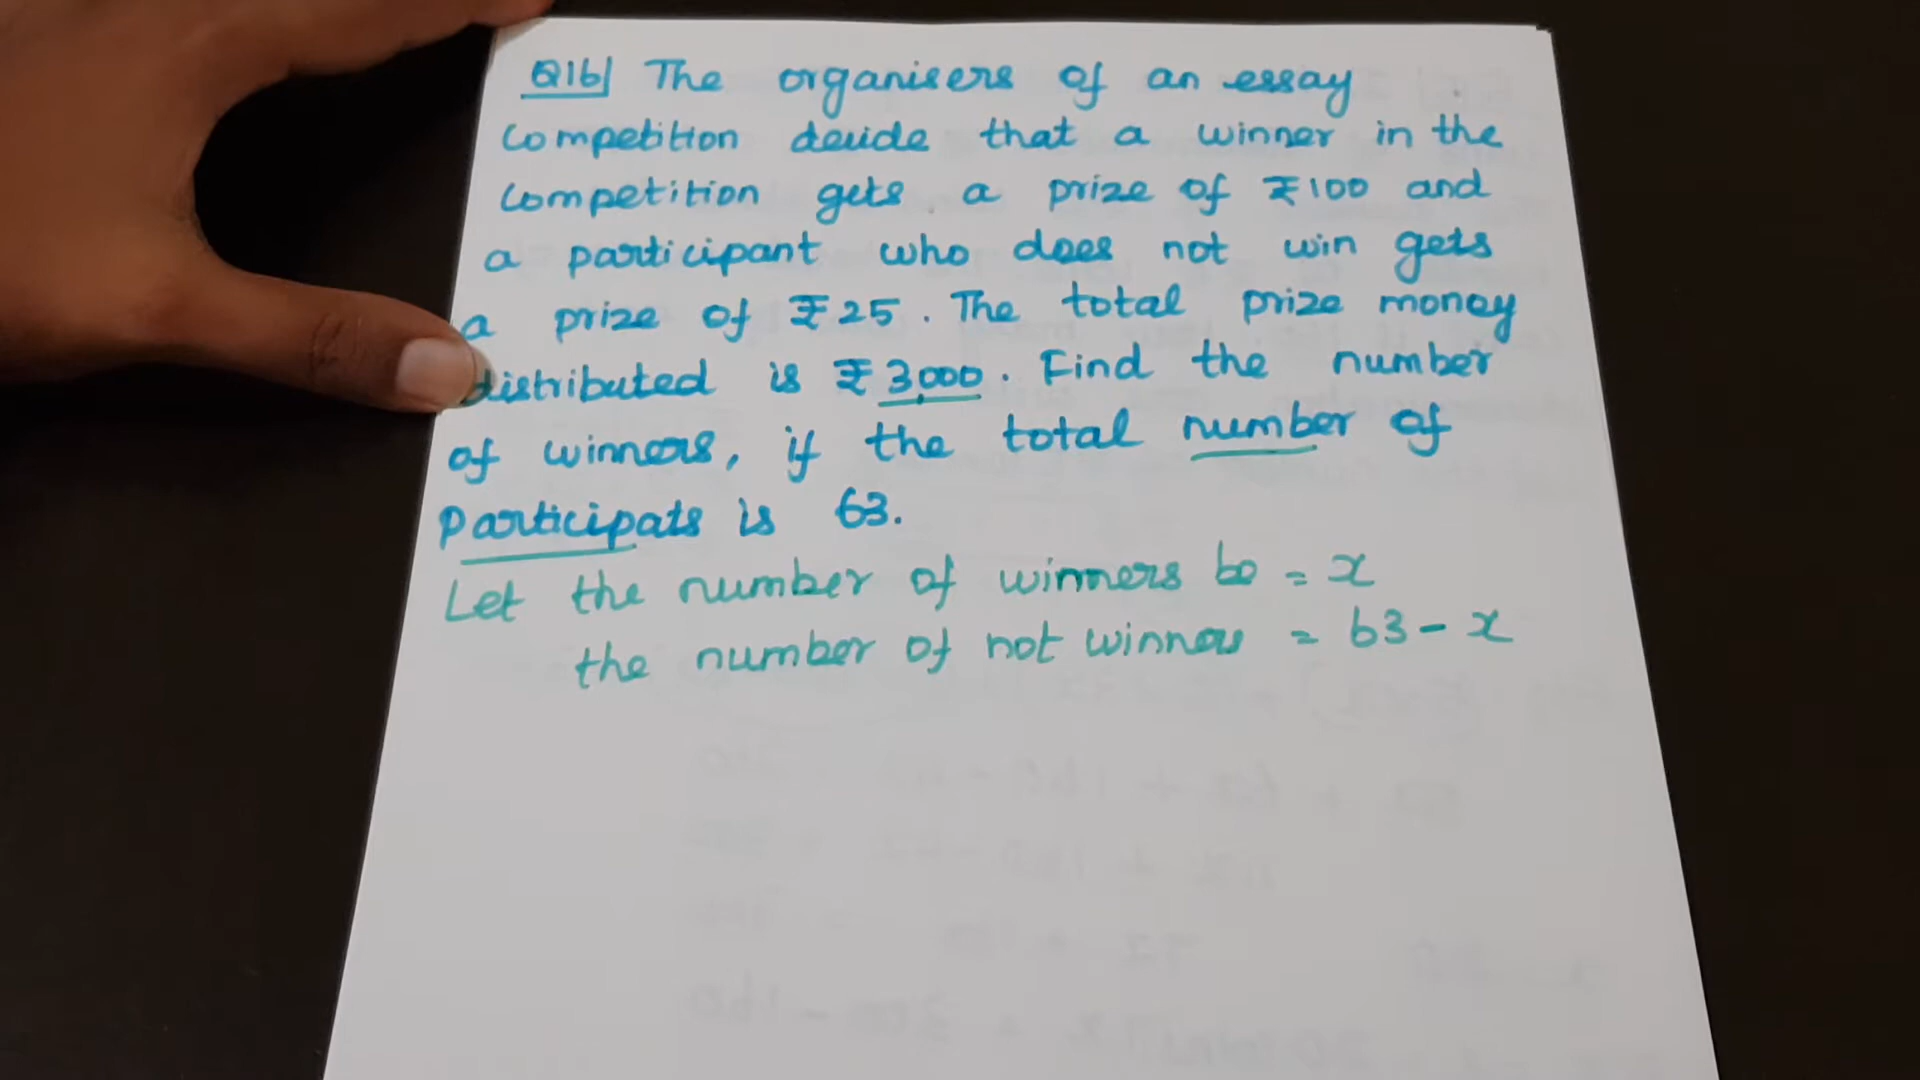 Q16| The organisers of an essay
competition decide that a winner in the
competition gets a prize of ₹100 and
a participant who does not win gets
a prize of ₹25. The total prize money
distributed is ₹3,000. Find the number
of winners, if the total number of
Participats is 63.
Let the number of winners be = x
the number of not winners = 63 - x